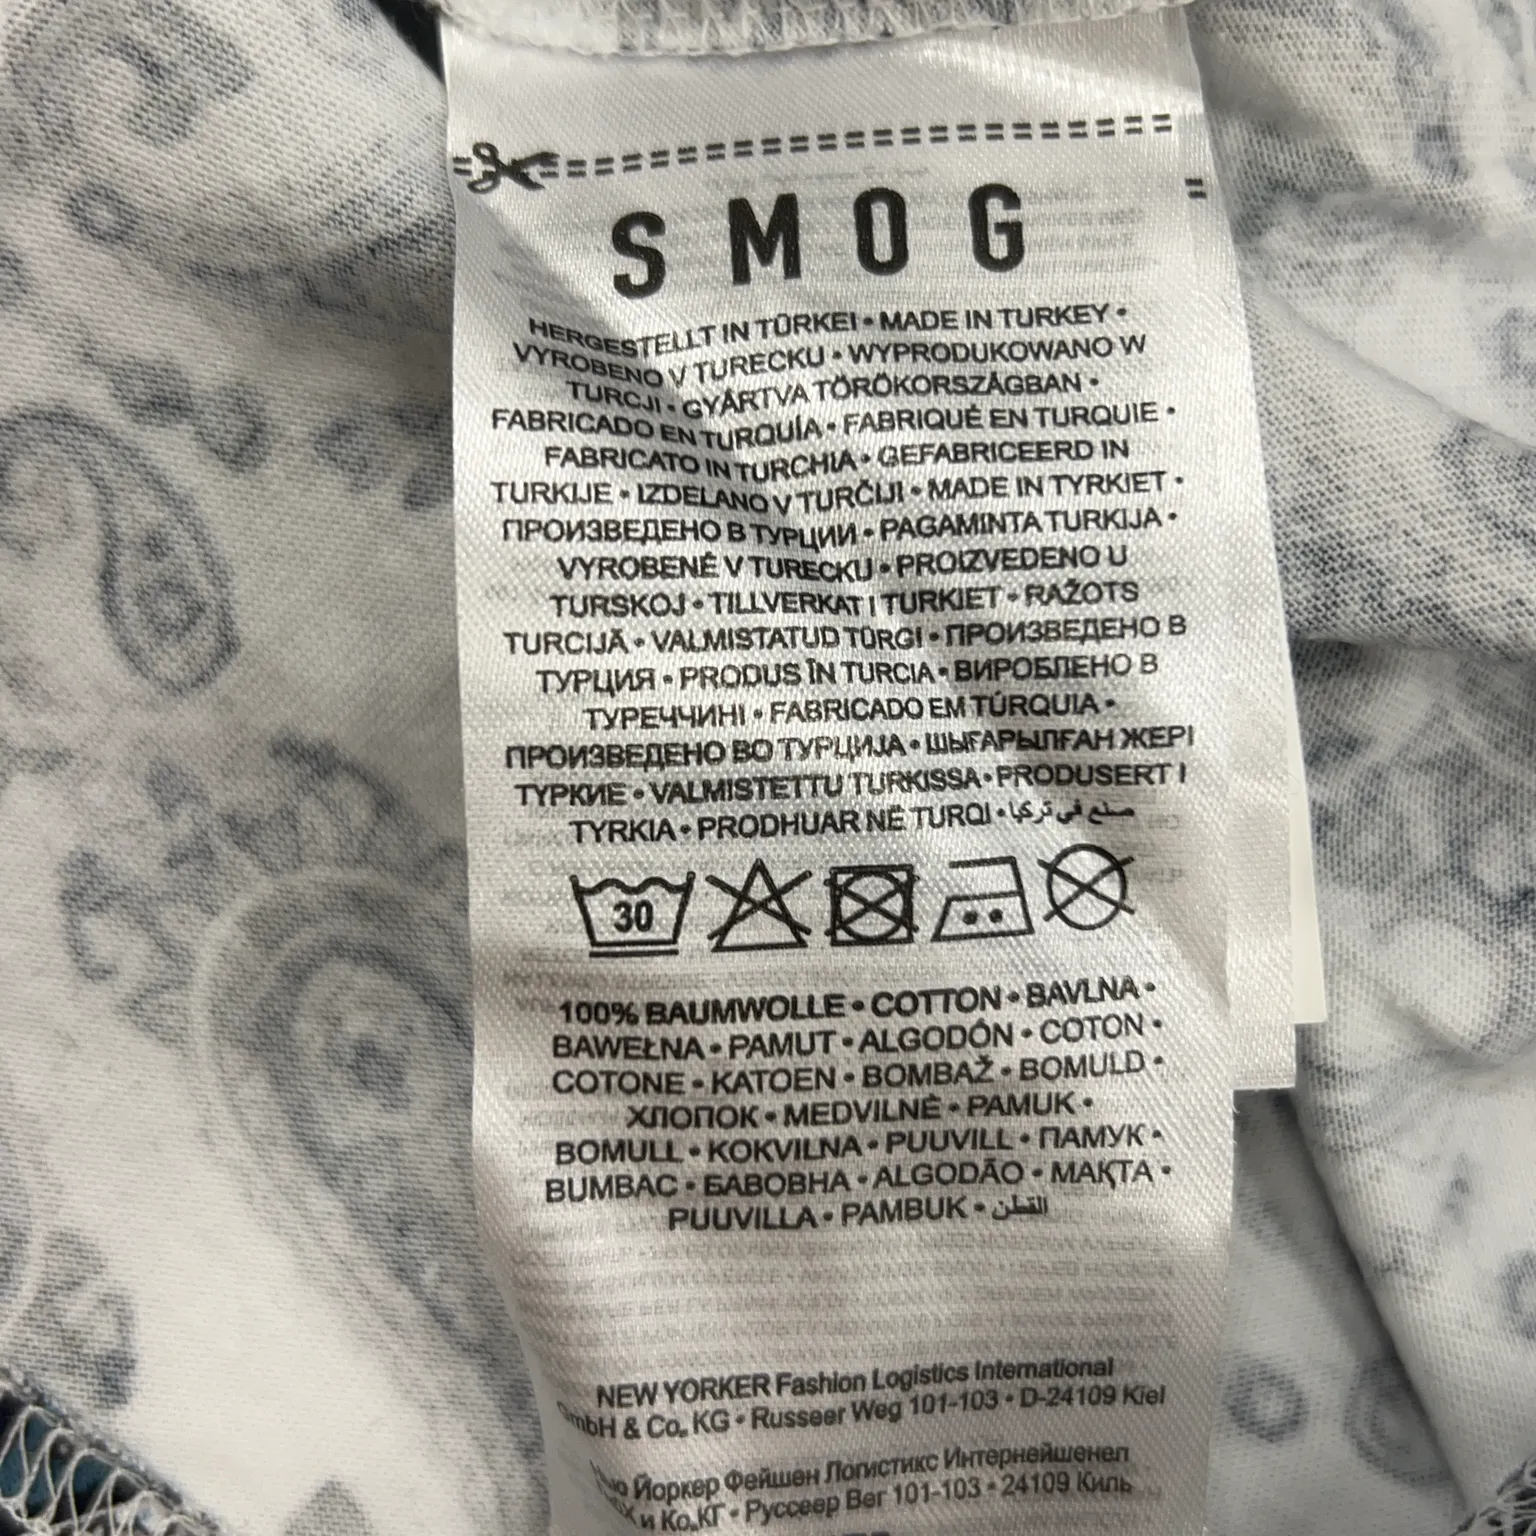 SMOG
HERGESTELLT IN TÜRKEI • MADE IN TURKEY •
VYROBENO V TURECKU • WYPRODUKOWANO W
TURCJI • GYÁRTVA TÖRÖKORSZÁGBAN •
FABRICADO EN TURQUÍA • FABRIQUÉ EN TURQUIE •
FABRICATO IN TURCHIA • GEFABRICEERD IN
TURKIJE • IZDELANO V TURČIJI • MADE IN TYRKIET •
ПРОИЗВЕДЕНО В ТУРЦИИ • PAGAMINTA TURKIJA •
VYROBENÉ V TURECKU • PROIZVEDENO U
TURSKOJ • TILLVERKAT I TURKIET • RAŽOTS
TURCIJĀ • VALMISTATUD TÜRGI • ПРОИЗВЕДЕНО В
ТУРЦИЯ • PRODUS ÎN TURCIA • ВИРОБЛЕНО В
ТУРЕЧЧИНІ • FABRICADO EM TÚRQUIA •
ПРОИЗВЕДЕНО ВО ТУРЦИЈА • ШЫҒАРЫЛҒАН ЖЕРІ
ТУРКИЕ • VALMISTETTU TURKISSA • PRODUSERT I
TYRKIA • PRODHUAR NË TURQI • صنع في تركيا
30
100% BAUMWOLLE • COTTON • BAVLNA •
BAWEŁNA • PAMUT • ALGODÓN • COTON •
COTONE • KATOEN • BOMBAŽ • BOMULD •
ХЛОПОК • MEDVILNĖ • PAMUK •
BOMULL • KOKVILNA • PUUVILL • ПАМУК •
BUMBAC • БАВОВНА • ALGODÃO • МАҚТА •
PUUVILLA • PAMBUK • القطن
NEW YORKER Fashion Logistics International
GmbH & Co. KG • Russeer Weg 101-103 • D-24109 Kiel
Йоркер Фейшен Логистикс Интернейшенел
и Ко.КГ • Руссеер Вег 101-103 • 24109 Киль